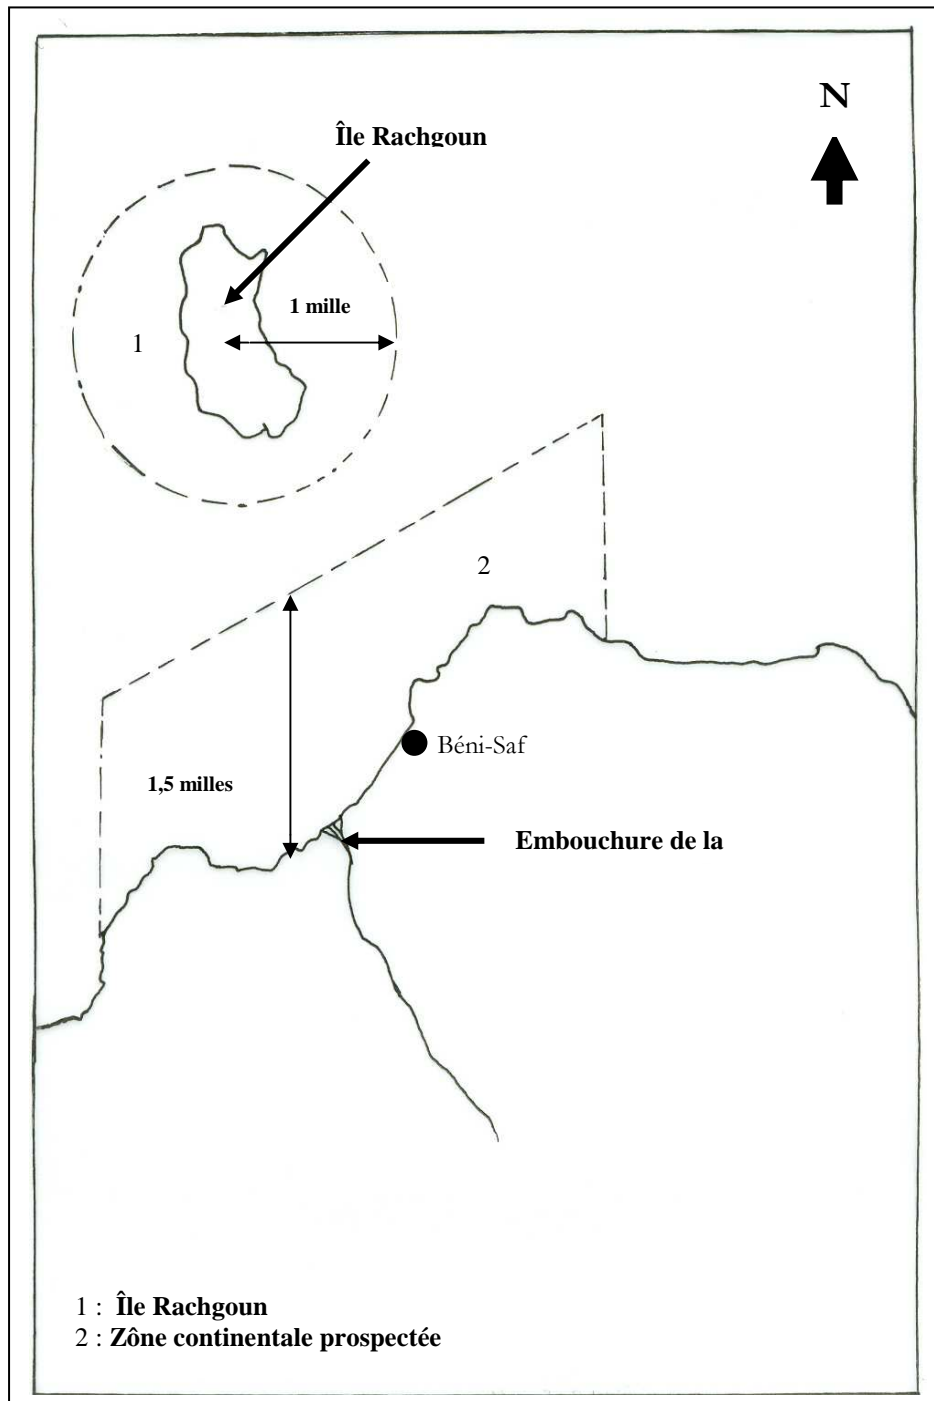 N
Île Rachgoun
1 mille
1
2
Béni-Saf
1,5 milles
Embouchure de la
1 : Île Rachgoun
2 : Zône continentale prospectée